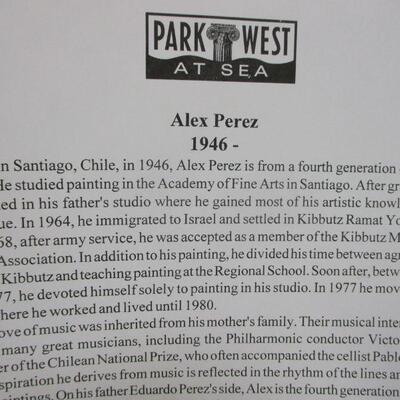 PARK WEST
AT SEA
Alex Perez
1946 -
in Santiago, Chile, in 1946, Alex Perez is from a fourth generation
He studied painting in the Academy of Fine Arts in Santiago. After gr
ed in his father's studio where he gained most of his artistic knowl
ue. In 1964, he immigrated to Israel and settled in Kibbutz Ramat Yo
68, after army service, he was accepted as a member of the Kibbutz M
Association. In addition to his painting, he divided his time between agr
Kibbutz and teaching painting at the Regional School. Soon after, betw
77, he devoted himself solely to painting in his studio. In 1977 he mov
here he worked and lived until 1980.
ove of music was inherited from his mother's family. Their musical inter
many great musicians, including the Philharmonic conductor Victo
er of the Chilean National Prize, who often accompanied the cellist Pablo
spiration he derives from music is reflected in the rhythm of the lines and
intings. On his father Eduardo Perez's side, Alex is the fourth generation